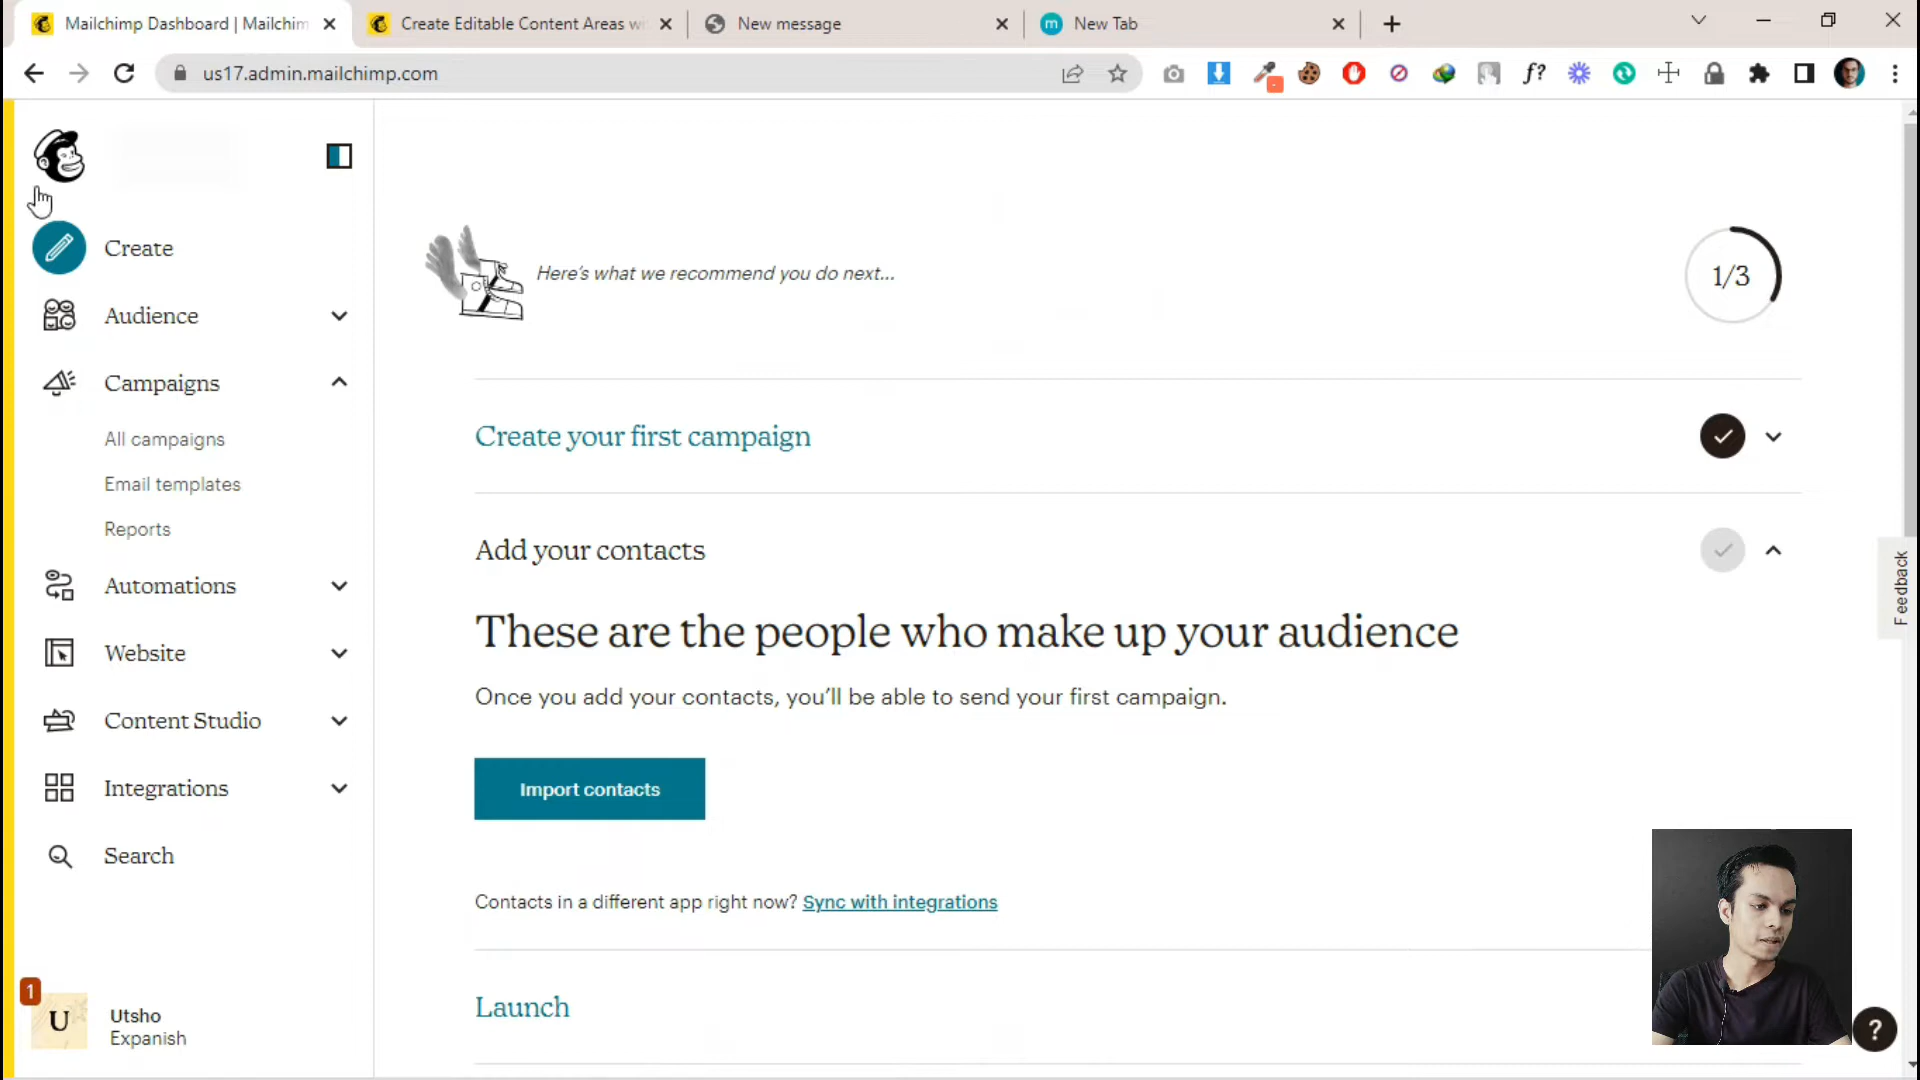 Mailchimp Dashboard | Mailchim
Create Editable Content Areas w
New message
m
New Tab
us17.admin.mailchimp.com
f?
Create
Audience
Campaigns
All campaigns
Email templates
Reports
Automations
Website
Content Studio
Integrations
Search
1
U
Utsho
Expanish
Here's what we recommend you do next...
1/3
Create your first campaign
Add your contacts
These are the people who make up your audience
Once you add your contacts, you'll be able to send your first campaign.
Import contacts
Contacts in a different app right now? Sync with integrations
Launch
Feedback
?